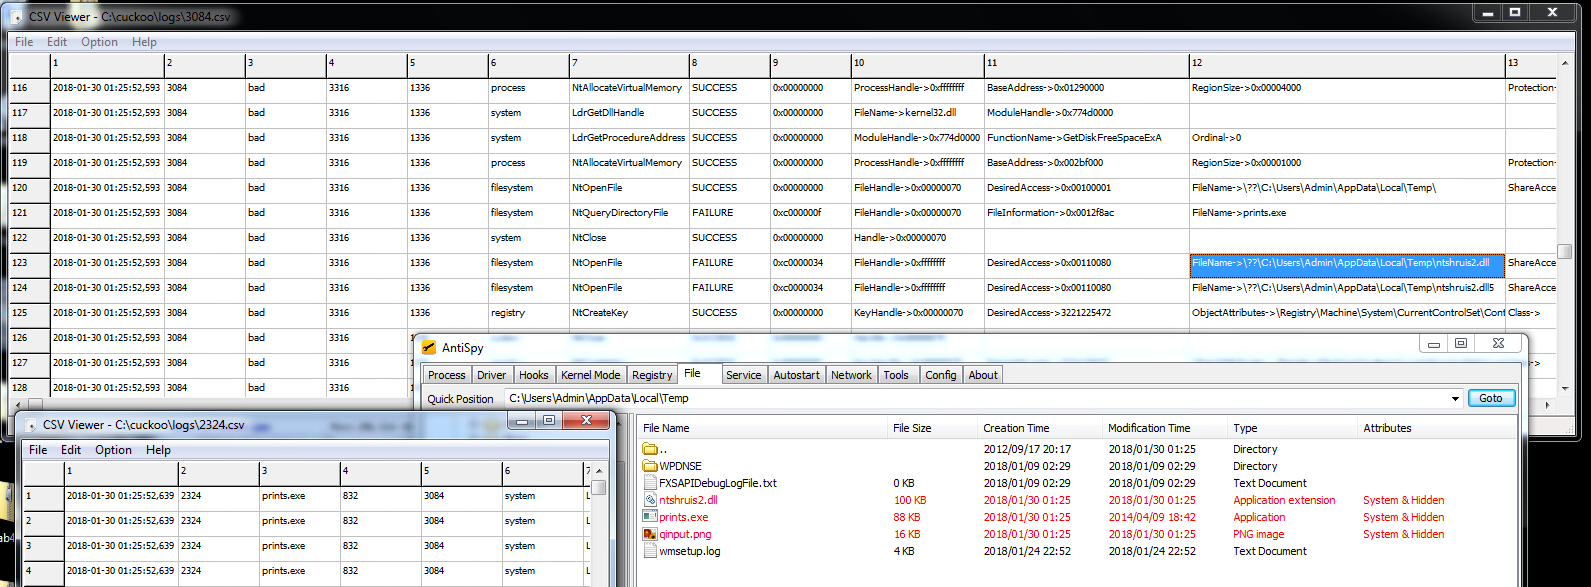 CSV Viewer - C:\cuckoo\logs\3084.csv
File Edit Option Help
1 2 3 4 5 6 7 8 9 10 11 12 13
116 2018-01-30 01:25:52,593 3084 bad 3316 1336 process NtAllocateVirtualMemory SUCCESS 0x00000000 ProcessHandle->0xffffffff BaseAddress->0x01290000 RegionSize->0x00004000 Protection-
117 2018-01-30 01:25:52,593 3084 bad 3316 1336 system LdrGetDllHandle SUCCESS 0x00000000 FileName->kernel32.dll ModuleHandle->0x774d0000
118 2018-01-30 01:25:52,593 3084 bad 3316 1336 system LdrGetProcedureAddress SUCCESS 0x00000000 ModuleHandle->0x774d0000 FunctionName->GetDiskFreeSpaceExA Ordinal->0
119 2018-01-30 01:25:52,593 3084 bad 3316 1336 process NtAllocateVirtualMemory SUCCESS 0x00000000 ProcessHandle->0xffffffff BaseAddress->0x002bf000 RegionSize->0x00001000 Protection-
120 2018-01-30 01:25:52,593 3084 bad 3316 1336 filesystem NtOpenFile SUCCESS 0x00000000 FileHandle->0x00000070 DesiredAccess->0x00100001 FileName->\??\C:\Users\Admin\AppData\Local\Temp\ ShareAcce
121 2018-01-30 01:25:52,593 3084 bad 3316 1336 filesystem NtQueryDirectoryFile FAILURE 0xc000000f FileHandle->0x00000070 FileInformation->0x0012f8ac FileName->prints.exe
122 2018-01-30 01:25:52,593 3084 bad 3316 1336 system NtClose SUCCESS 0x00000000 Handle->0x00000070
123 2018-01-30 01:25:52,593 3084 bad 3316 1336 filesystem NtOpenFile FAILURE 0xc0000034 FileHandle->0xffffffff DesiredAccess->0x00110080 FileName->\??\C:\Users\Admin\AppData\Local\Temp\ntshruis2.dll ShareAcce
124 2018-01-30 01:25:52,593 3084 bad 3316 1336 filesystem NtOpenFile FAILURE 0xc0000034 FileHandle->0xffffffff DesiredAccess->0x00110080 FileName->\??\C:\Users\Admin\AppData\Local\Temp\ntshruis2.dll5 ShareAcce
125 2018-01-30 01:25:52,593 3084 bad 3316 1336 registry NtCreateKey SUCCESS 0x00000000 KeyHandle->0x00000070 DesiredAccess->3221225472 ObjectAttributes->\Registry\Machine\System\CurrentControlSet\Cont Class->
126 2018-01-30 01:25:52,593 3084 bad 3316
127 2018-01-30 01:25:52,593 3084 bad 3316
128 2018-01-30 01:25:52,593 3084 bad 3316
AntiSpy
Process Driver Hooks Kernel Mode Registry File Service Autostart Network Tools Config About
Quick Position C:\Users\Admin\AppData\Local\Temp Goto
File Name File Size Creation Time Modification Time Type Attributes
.. 2012/09/17 20:17 2018/01/30 01:25 Directory
WPDNSE 2018/01/09 02:29 2018/01/09 02:29 Directory
FXSAPIDebugLogFile.txt 0 KB 2018/01/09 02:29 2018/01/09 02:29 Text Document
ntshruis2.dll 100 KB 2018/01/30 01:25 2018/01/30 01:25 Application extension System & Hidden
prints.exe 88 KB 2018/01/30 01:25 2014/04/09 18:42 Application System & Hidden
qinput.png 16 KB 2018/01/30 01:25 2018/01/30 01:25 PNG image System & Hidden
wmsetup.log 4 KB 2018/01/24 22:52 2018/01/24 22:52 Text Document
CSV Viewer - C:\cuckoo\logs\2324.csv
File Edit Option Help
1 2 3 4 5 6 7
1 2018-01-30 01:25:52,639 2324 prints.exe 832 3084 system L
2 2018-01-30 01:25:52,639 2324 prints.exe 832 3084 system
3 2018-01-30 01:25:52,639 2324 prints.exe 832 3084 system L
4 2018-01-30 01:25:52,639 2324 prints.exe 832 3084 system L
ab4